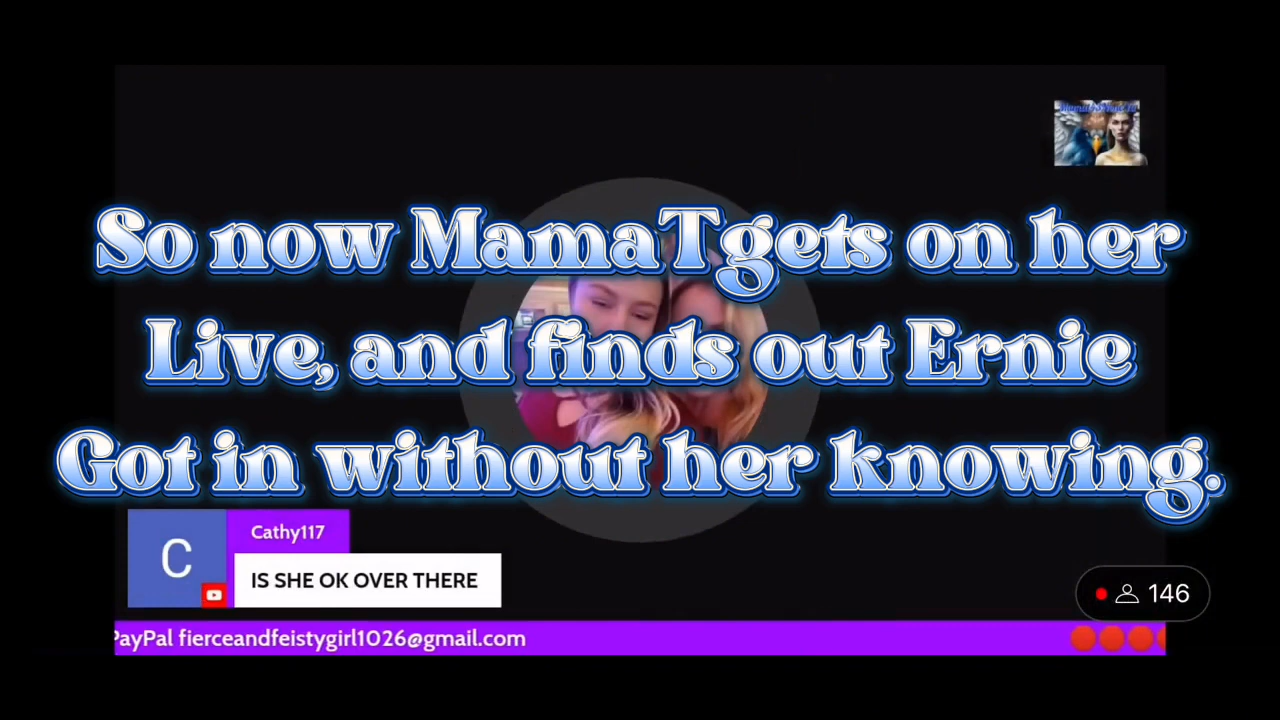 So now MamaT gets on her
Live, and finds out Ernie
Got in without her knowing.
C
Cathy117
IS SHE OK OVER THERE
146
PayPal fierceandfeistygirl1026@gmail.com